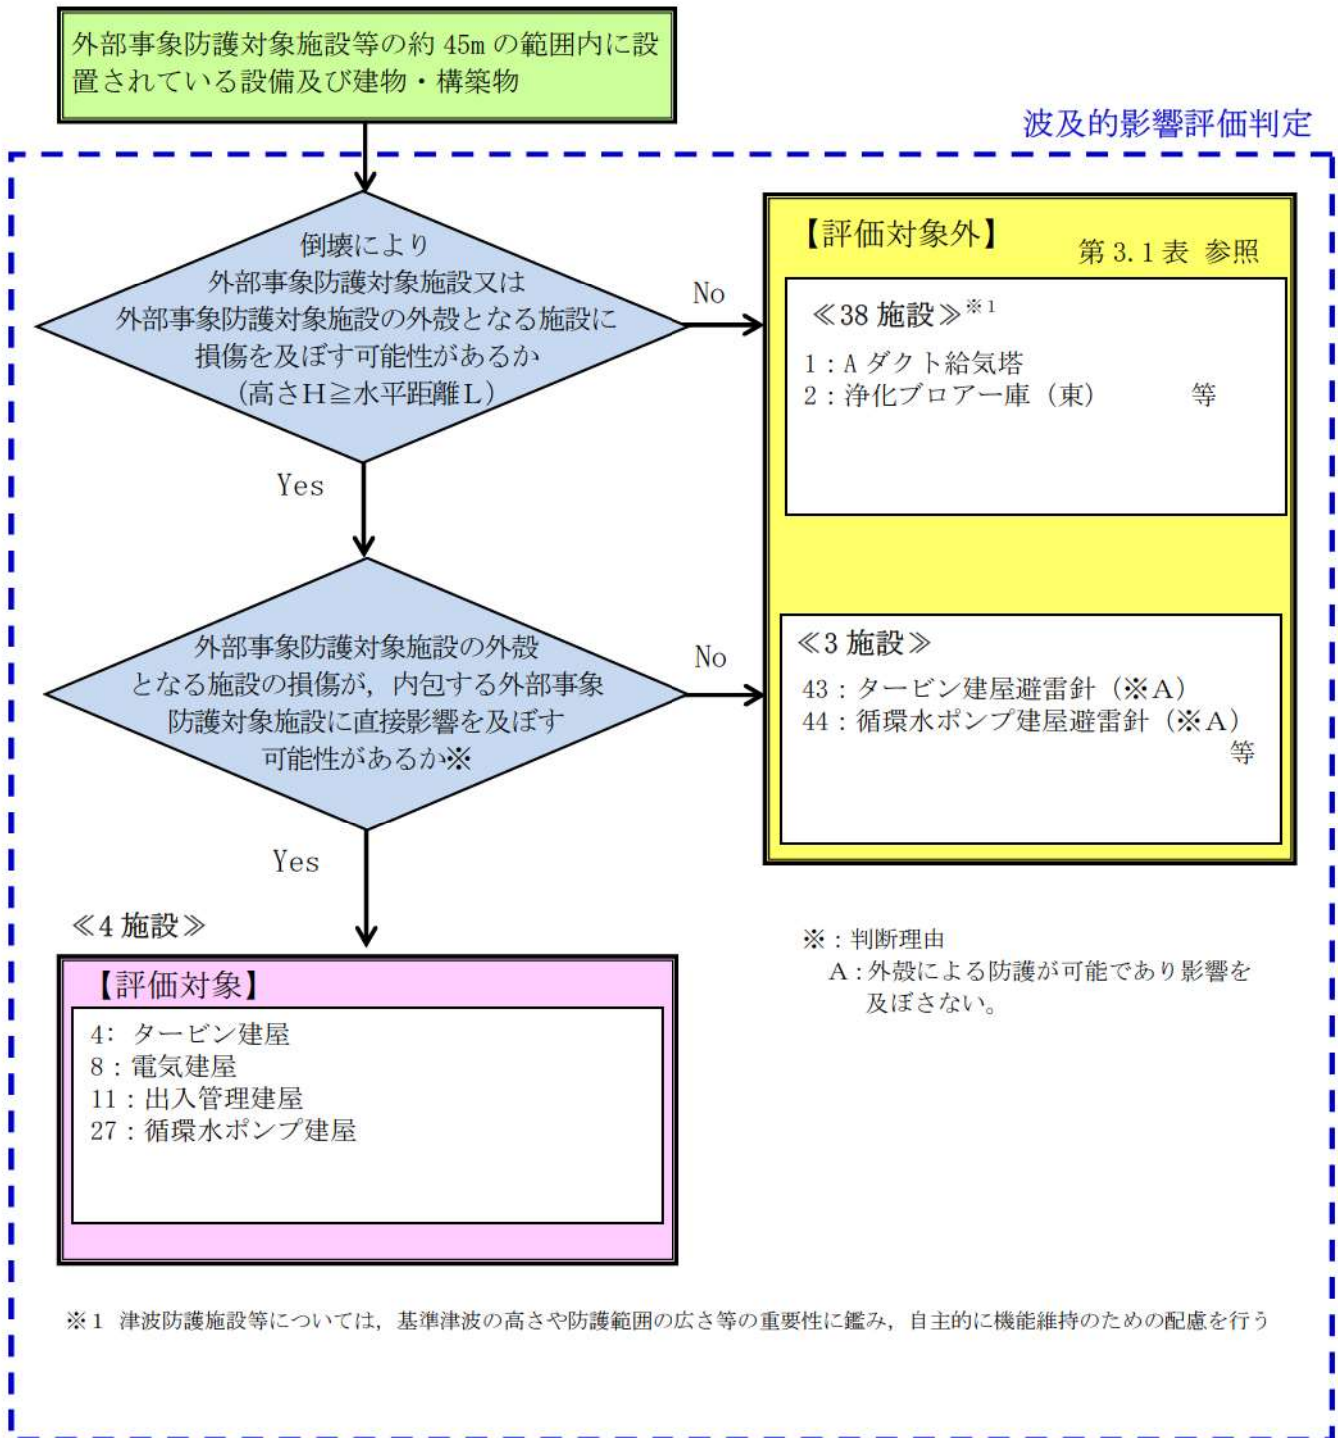 外部事象防護対象施設等の約 45m の範囲内に設
置されている設備及び建物・構築物
波及的影響評価判定
倒壊により
外部事象防護対象施設又は
外部事象防護対象施設の外殻となる施設に
損傷を及ぼす可能性があるか
(高さH≧水平距離L)
No
Yes
【評価対象外】
第 3.1 表 参照
≪38 施設≫※1
1:A ダクト給気塔
2:浄化ブロアー庫(東) 等
外部事象防護対象施設の外殻
となる施設の損傷が,内包する外部事象
防護対象施設に直接影響を及ぼす
可能性があるか※
No
Yes
≪3 施設≫
43:タービン建屋避雷針(※A)
44:循環水ポンプ建屋避雷針(※A)
等
≪4 施設≫
【評価対象】
4: タービン建屋
8:電気建屋
11:出入管理建屋
27:循環水ポンプ建屋
※:判断理由
A:外殻による防護が可能であり影響を
及ぼさない。
※1 津波防護施設等については,基準津波の高さや防護範囲の広さ等の重要性に鑑み,自主的に機能維持のための配慮を行う